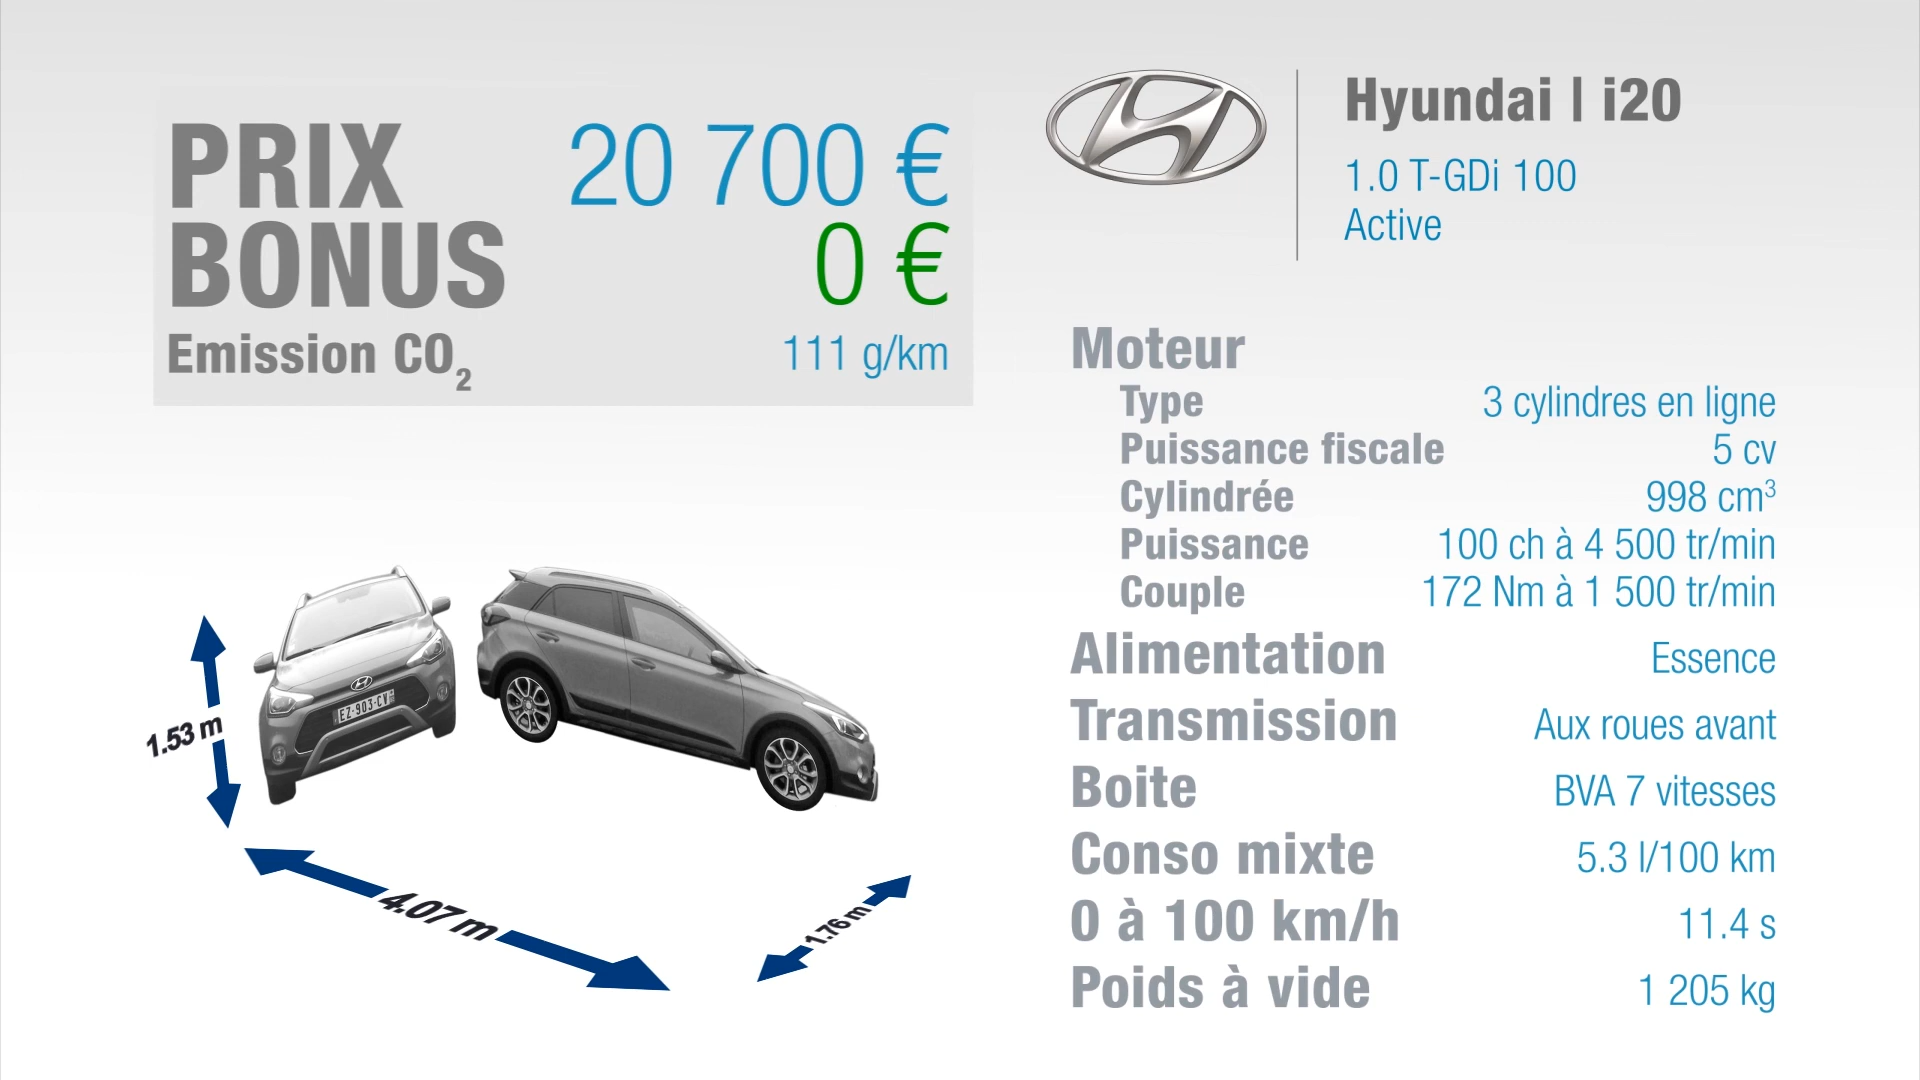 PRIX 20 700 €
BONUS 0 €
Emission CO₂ 111 g/km
Hyundai | i20
1.0 T-GDi 100
Active
Moteur
Type 3 cylindres en ligne
Puissance fiscale 5 cv
Cylindrée 998 cm³
Puissance 100 ch à 4 500 tr/min
Couple 172 Nm à 1 500 tr/min
Alimentation Essence
Transmission Aux roues avant
Boite BVA 7 vitesses
Conso mixte 5.3 l/100 km
0 à 100 km/h 11.4 s
Poids à vide 1 205 kg
EZ-903-CV
1.53 m
4.07 m
1.76 m